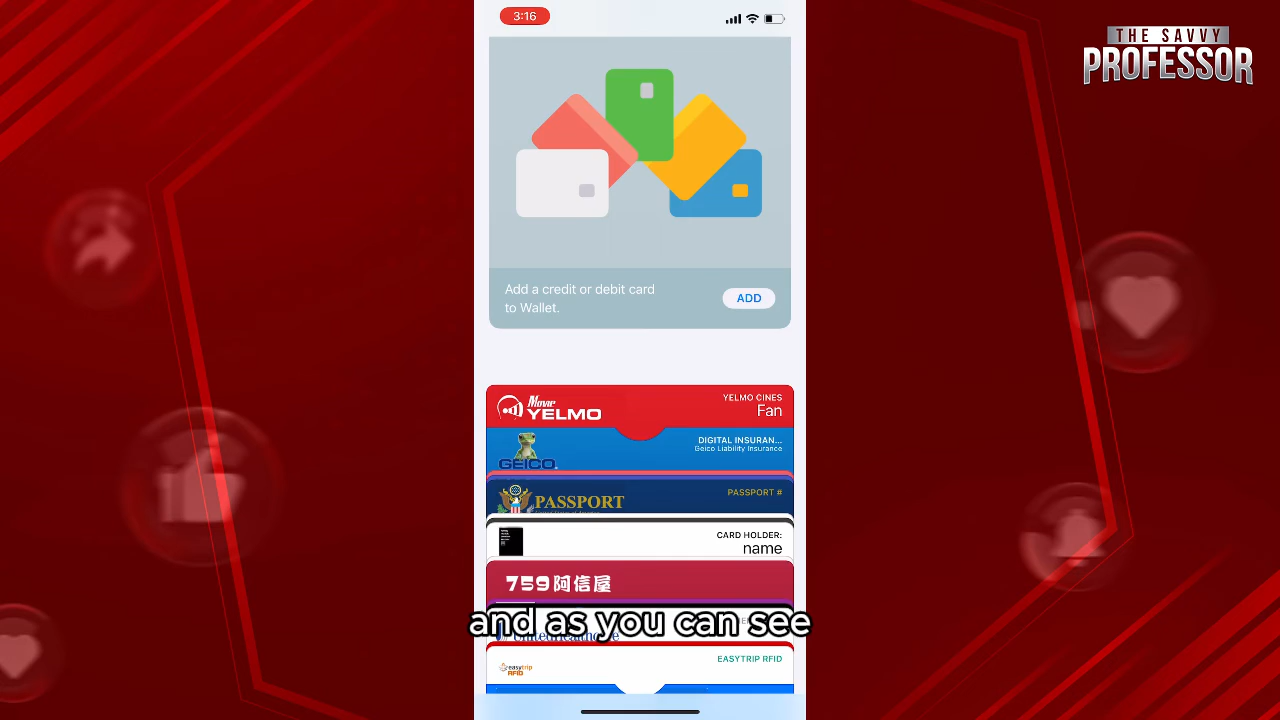 3:16
THE SAVVY
PROFESSOR
Add a credit or debit card
to Wallet.
ADD
Movie
YELMO
YELMO CINES
Fan
GEICO
DIGITAL INSURAN...
Geico Liability Insurance
PASSPORT
PASSPORT #
CARD HOLDER:
name
759阿信屋
and as you can see
easytrip
RFID
EASYTRIP RFID